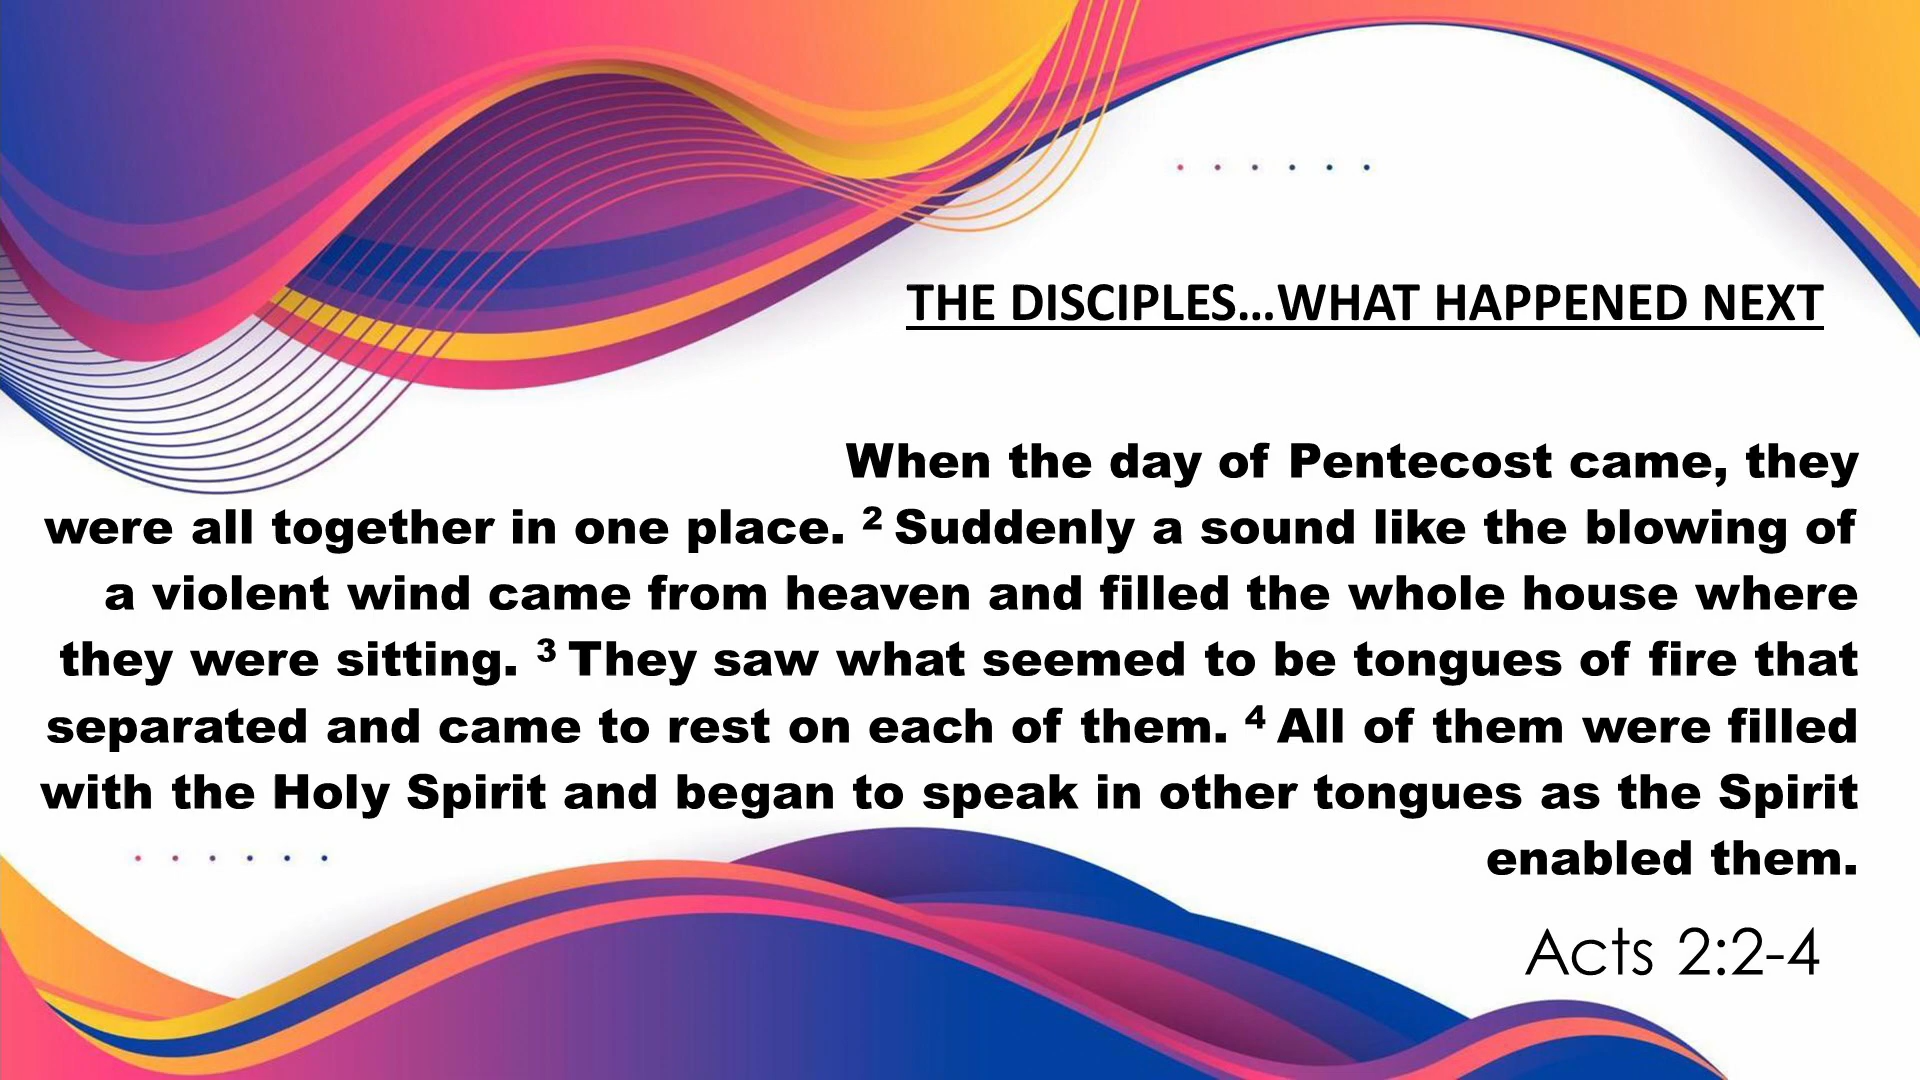 THE DISCIPLES...WHAT HAPPENED NEXT
When the day of Pentecost came, they
were all together in one place. ² Suddenly a sound like the blowing of
a violent wind came from heaven and filled the whole house where
they were sitting. ³ They saw what seemed to be tongues of fire that
separated and came to rest on each of them. ⁴ All of them were filled
with the Holy Spirit and began to speak in other tongues as the Spirit
enabled them.
Acts 2:2-4